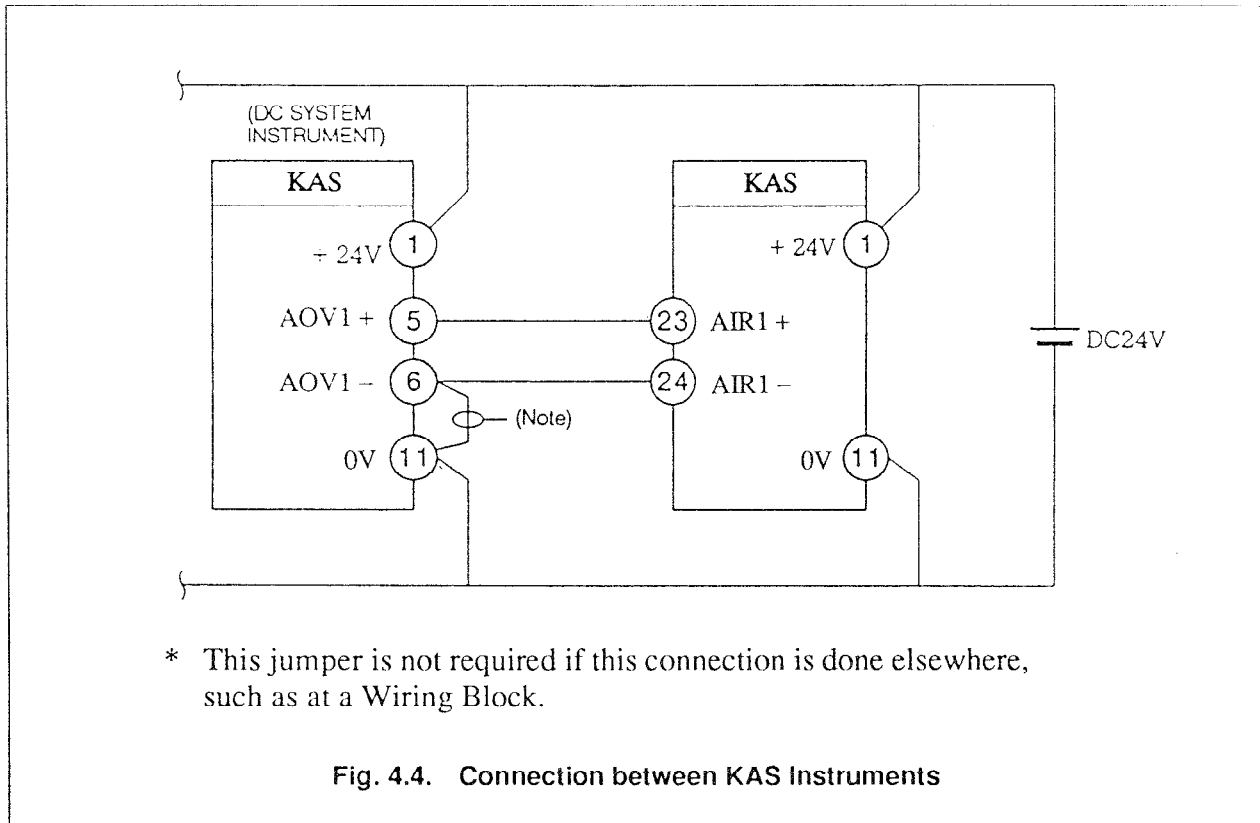 (DC SYSTEM
INSTRUMENT)
KAS
KAS
+ 24V 1
+ 24V 1
AOV1 + 5
23 AIR1 +
DC24V
AOV1 – 6
24 AIR1 –
(Note)
0V 11
0V 11
* This jumper is not required if this connection is done elsewhere,
such as at a Wiring Block.
Fig. 4.4. Connection between KAS Instruments